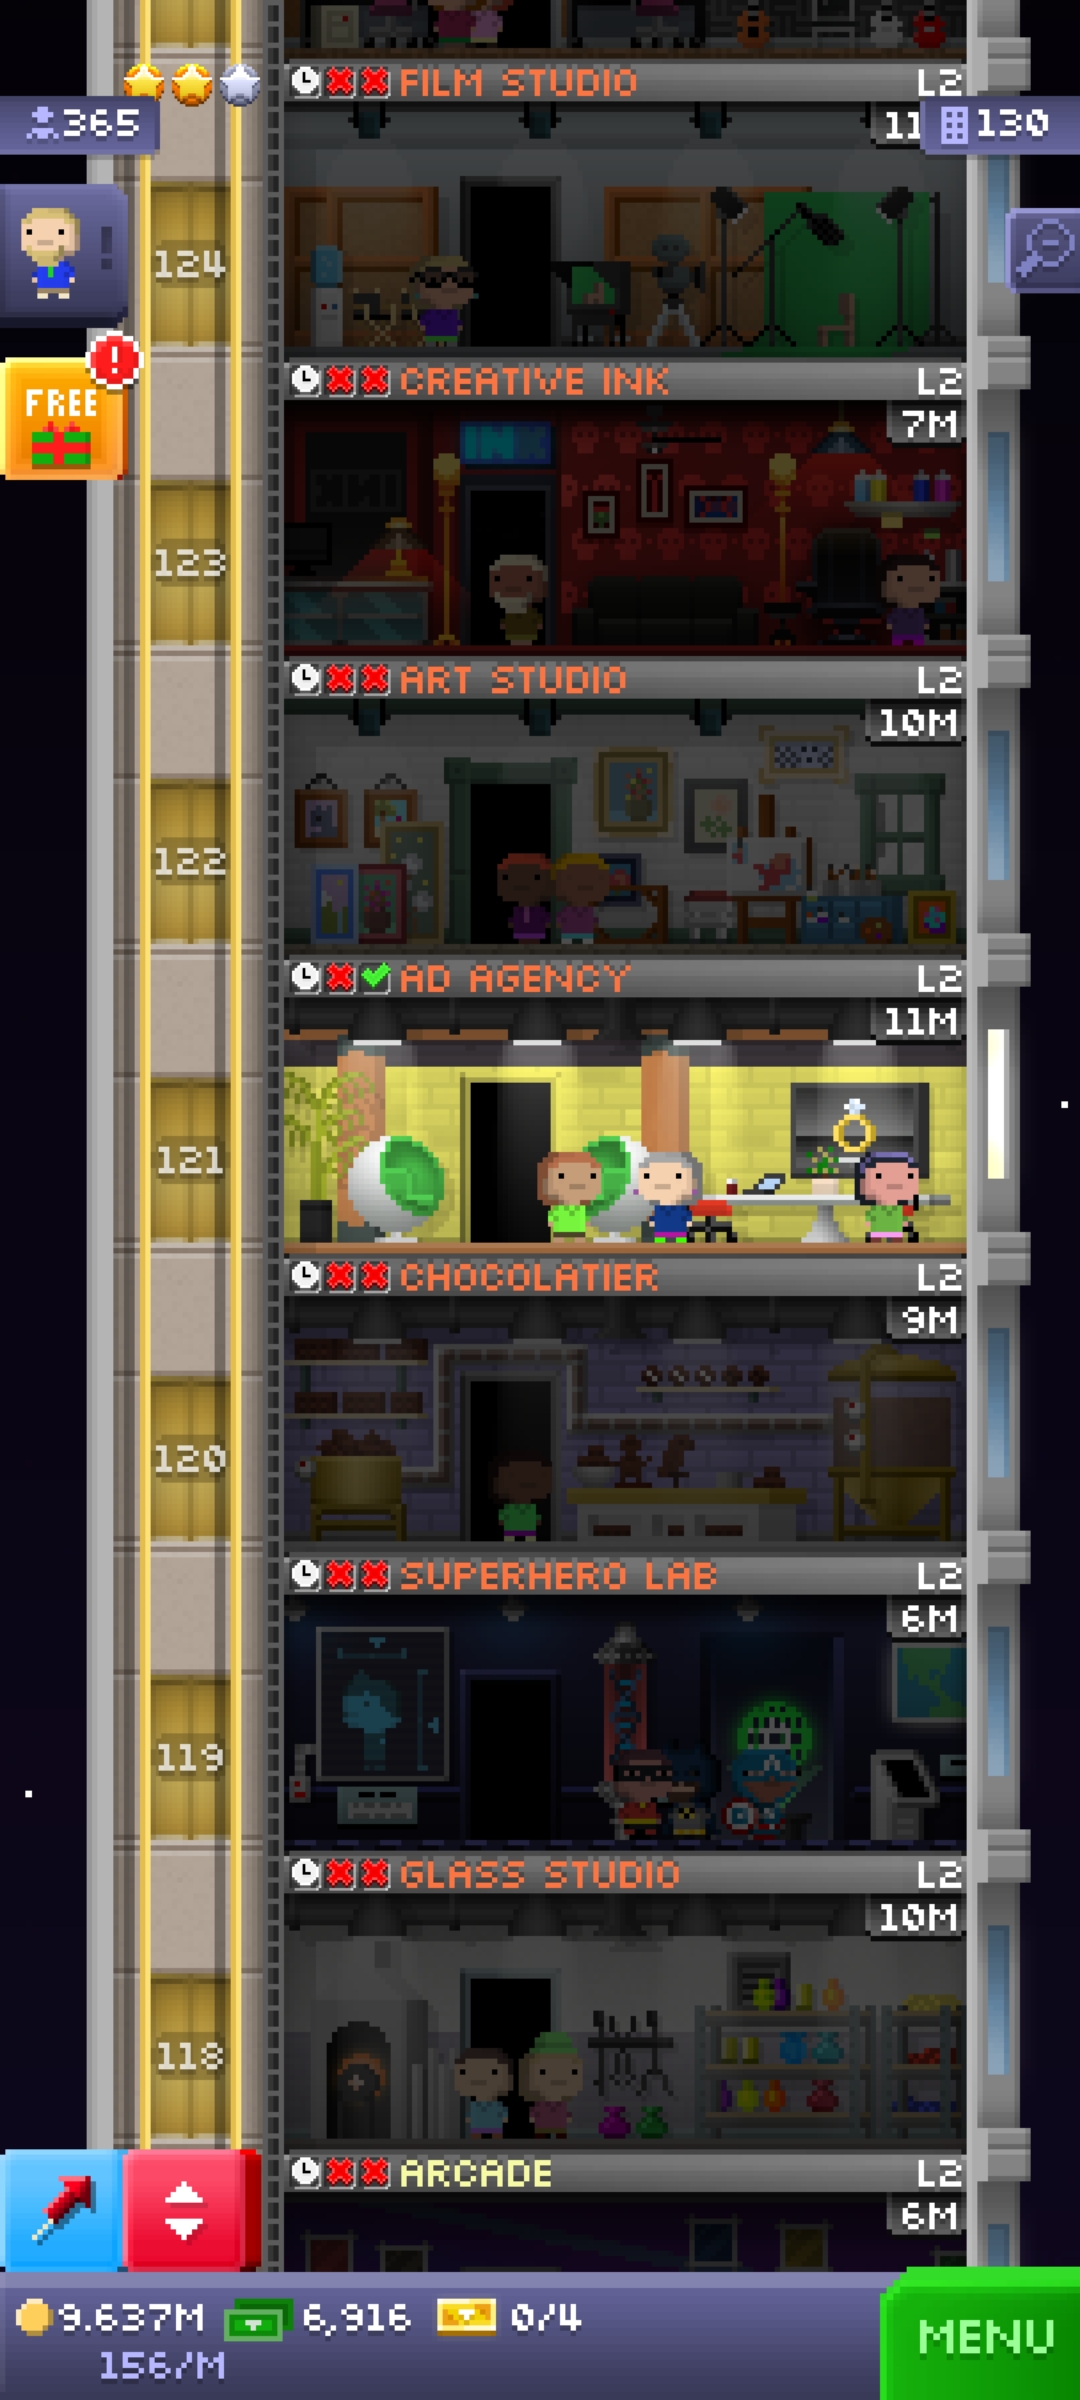 FILM STUDIO L2
365
11
130
124
CREATIVE INK L2
7M
FREE
!
INK
123
ART STUDIO L2
10M
122
AD AGENCY L2
11M
121
CHOCOLATIER L2
9M
120
SUPERHERO LAB L2
6M
119
GLASS STUDIO L2
10M
118
ARCADE L2
6M
9.637M 6,916 0/4
156/M
MENU